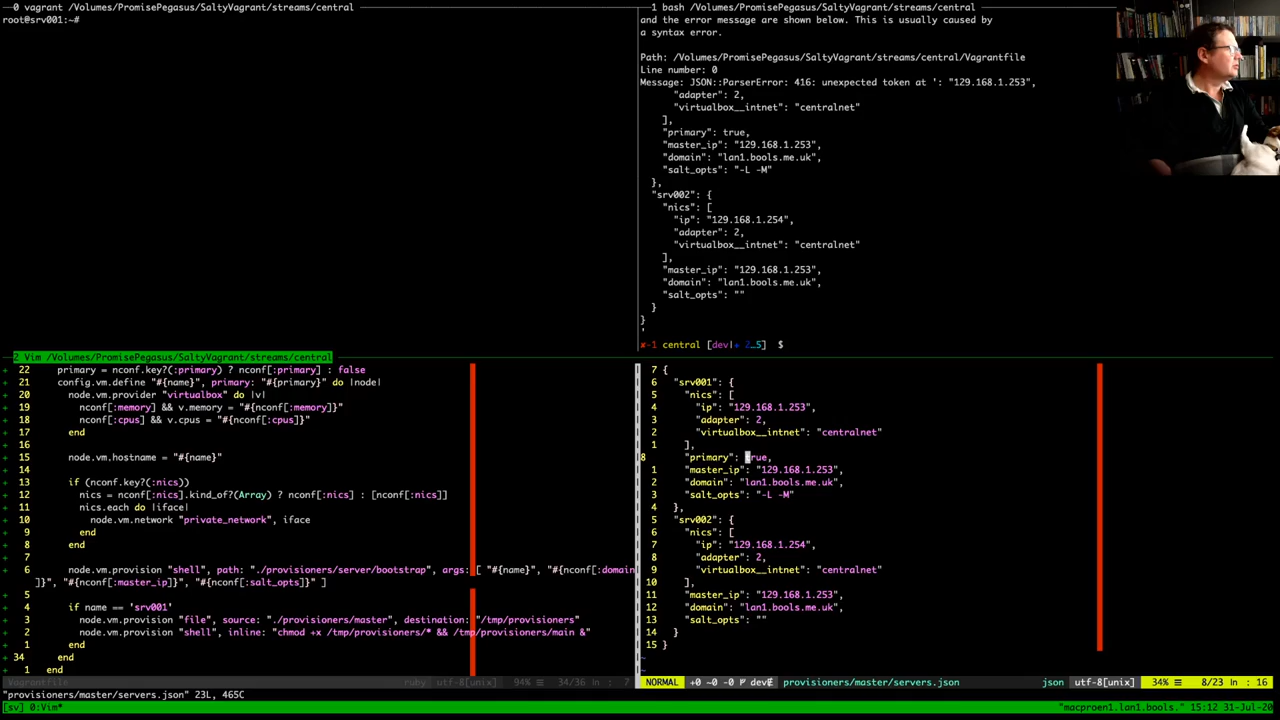 0 vagrant /Volumes/PromisePegasus/SaltyVagrant/streams/central
root@srv001:~#
1 bash /Volumes/PromisePegasus/SaltyVagrant/streams/central
and the error message are shown below. This is usually caused by
a syntax error.
Path: /Volumes/PromisePegasus/SaltyVagrant/streams/central/Vagrantfile
Line number: 0
Message: JSON::ParserError: 416: unexpected token at ': "129.168.1.253",
"adapter": 2,
"virtualbox__intnet": "centralnet"
],
"primary": true,
"master_ip": "129.168.1.253",
"domain": "lan1.bools.me.uk",
"salt_opts": "-L -M"
},
"srv002": {
"nics": [
"ip": "129.168.1.254",
"adapter": 2,
"virtualbox__intnet": "centralnet"
],
"master_ip": "129.168.1.253",
"domain": "lan1.bools.me.uk",
"salt_opts": ""
}
}
'
✘-1 central [dev|+ 2…5] $
2 Vim /Volumes/PromisePegasus/SaltyVagrant/streams/central
+ 22 primary = nconf.key?(:primary) ? nconf[:primary] : false
+ 21 config.vm.define "#{name}", primary: "#{primary}" do |node|
+ 20 node.vm.provider "virtualbox" do |v|
+ 19 nconf[:memory] && v.memory = "#{nconf[:memory]}"
+ 18 nconf[:cpus] && v.cpus = "#{nconf[:cpus]}"
+ 17 end
+ 16
+ 15 node.vm.hostname = "#{name}"
+ 14
+ 13 if (nconf.key?(:nics))
+ 12 nics = nconf[:nics].kind_of?(Array) ? nconf[:nics] : [nconf[:nics]]
+ 11 nics.each do |iface|
+ 10 node.vm.network "private_network", iface
+ 9 end
+ 8 end
+ 7
+ 6 node.vm.provision "shell", path: "./provisioners/server/bootstrap", args: [ "#{name}", "#{nconf[:domain
]}", "#{nconf[:master_ip]}", "#{nconf[:salt_opts]}" ]
+ 5
+ 4 if name == 'srv001'
+ 3 node.vm.provision "file", source: "./provisioners/master", destination: "/tmp/provisioners"
+ 2 node.vm.provision "shell", inline: "chmod +x /tmp/provisioners/* && /tmp/provisioners/main &"
+ 1 end
+ 34 end
+ 1 end
Vagrantfile ruby utf-8[unix] 94% ☰ 34/36 ln : 7
7 {
6 "srv001": {
5 "nics": [
4 "ip": "129.168.1.253",
3 "adapter": 2,
2 "virtualbox__intnet": "centralnet"
1 ],
8 "primary": true,
1 "master_ip": "129.168.1.253",
2 "domain": "lan1.bools.me.uk",
3 "salt_opts": "-L -M"
4 },
5 "srv002": {
6 "nics": [
7 "ip": "129.168.1.254",
8 "adapter": 2,
9 "virtualbox__intnet": "centralnet"
10 ],
11 "master_ip": "129.168.1.253",
12 "domain": "lan1.bools.me.uk",
13 "salt_opts": ""
14 }
15 }
~
~
NORMAL +0 ~0 -0 dev provisioners/master/servers.json json utf-8[unix] 34% ☰ 8/23 ln : 16
"provisioners/master/servers.json" 23L, 465C
[sv] 0:Vim* "macproen1.lan1.bools." 15:12 31-Jul-20